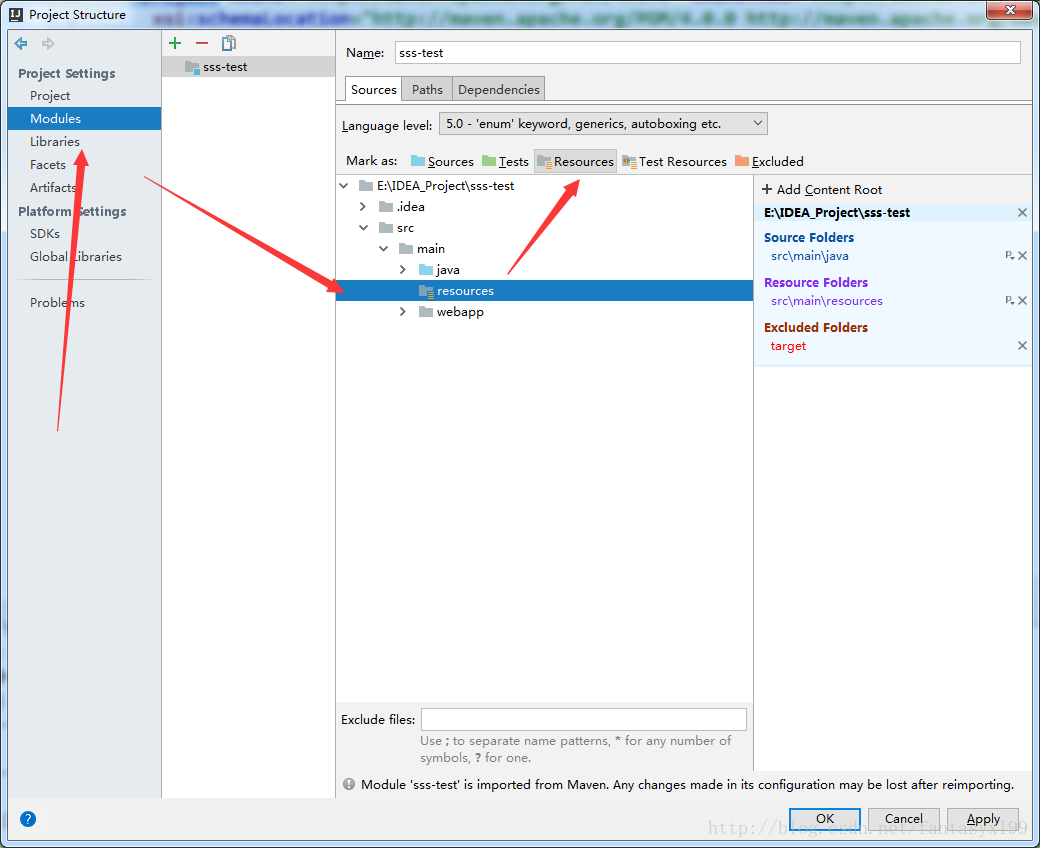 Project Structure
xsi:schemaLocation="http://maven.apache.org/POM/4.0.0 http://maven.apache.org/
Project Settings
Project
Modules
Libraries
Facets
Artifacts
Platform Settings
SDKs
Global Libraries
Problems
sss-test
Name: sss-test
Sources Paths Dependencies
Language level: 5.0 - 'enum' keyword, generics, autoboxing etc.
Mark as: Sources Tests Resources Test Resources Excluded
E:\IDEA_Project\sss-test
.idea
src
main
java
resources
webapp
+ Add Content Root
E:\IDEA_Project\sss-test
Source Folders
src\main\java
Resource Folders
src\main\resources
Excluded Folders
target
Exclude files:
Use ; to separate name patterns, * for any number of
symbols, ? for one.
Module 'sss-test' is imported from Maven. Any changes made in its configuration may be lost after reimporting.
? OK Cancel Apply
http://blog.csdn.net/fantasyxl99